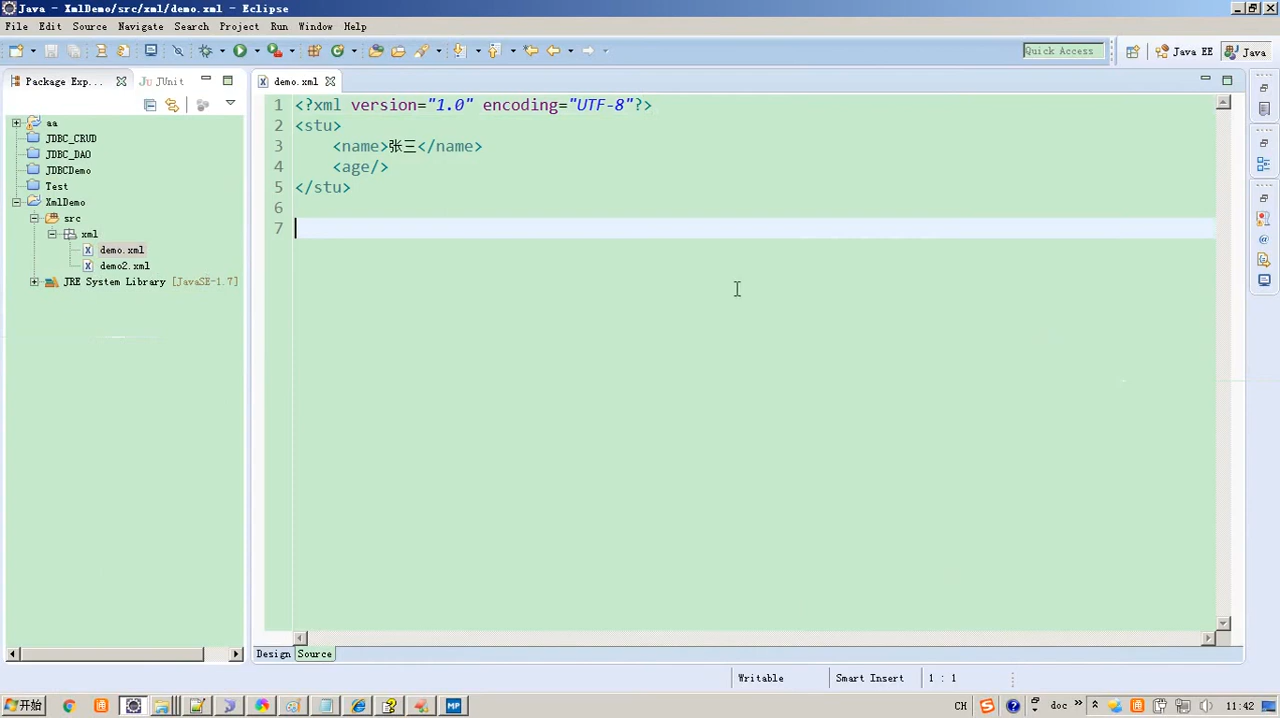 Java - XmlDemo/src/xml/demo.xml - Eclipse
File Edit Source Navigate Search Project Run Window Help
Quick Access
Java EE
Java
Package Exp...
JUnit
demo.xml
aa
JDBC_CRUD
JDBC_DAO
JDBCDemo
Test
XmlDemo
src
xml
demo.xml
demo2.xml
JRE System Library [JavaSE-1.7]
1 <?xml version="1.0" encoding="UTF-8"?>
2 <stu>
3 <name>张三</name>
4 <age/>
5 </stu>
6
7
Design Source
Writable Smart Insert 1 : 1
开始
MP
CH
doc
11:42